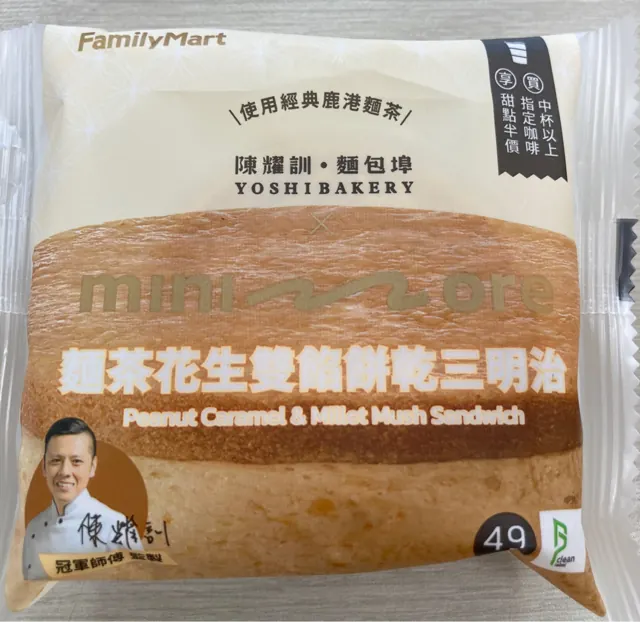 FamilyMart
買 中杯以上指定咖啡
享 甜點半價
使用經典鹿港麵茶
陳耀訓・麵包埠
YOSHI BAKERY
×
mini more
麵茶花生雙餡餅乾三明治
Peanut Caramel & Millet Mush Sandwich
陳耀訓
冠軍師傅 監製
49
clean